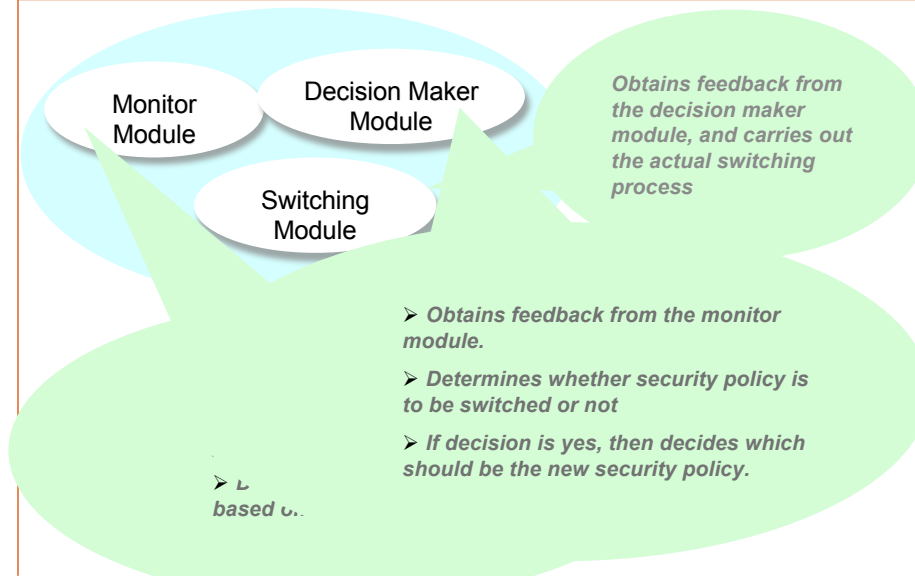 Monitor
Module
Decision Maker
Module
Switching
Module
Obtains feedback from
the decision maker
module, and carries out
the actual switching
process
➢ Obtains feedback from the monitor
module.
➢ Determines whether security policy is
to be switched or not
➢ If decision is yes, then decides which
should be the new security policy.
➢
based